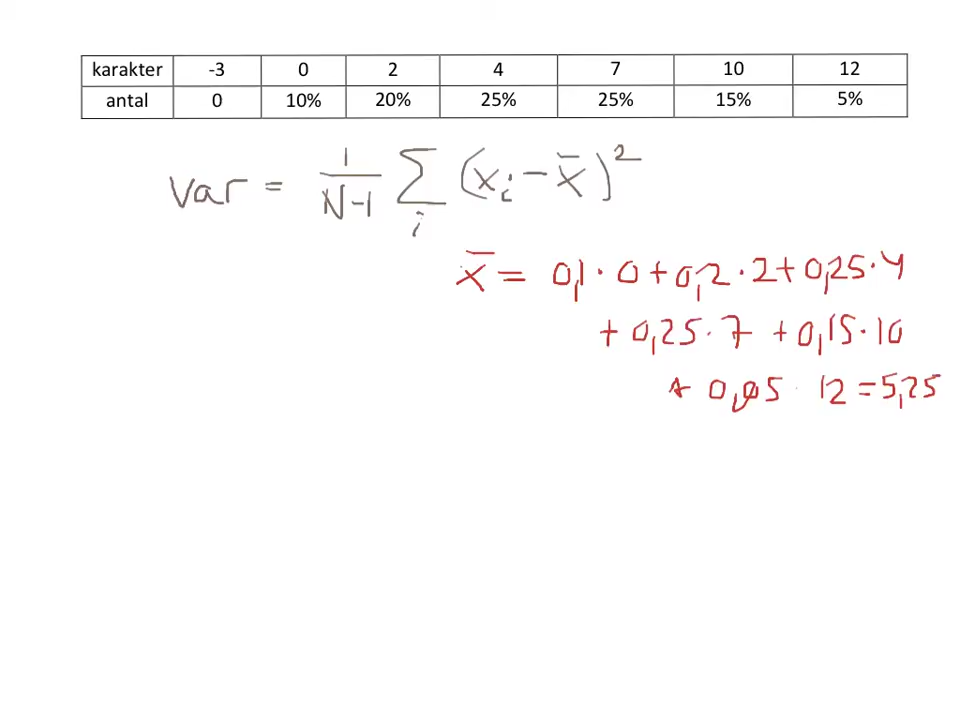 karakter -3 0 2 4 7 10 12
antal 0 10% 20% 25% 25% 15% 5%
Var = 1/(N-1) Σ_i (x_i - x̄)²
x̄ = 0,1 · 0 + 0,2 · 2 + 0,25 · 4
+ 0,25 · 7 + 0,15 · 10
+ 0,05 · 12 = 5,25